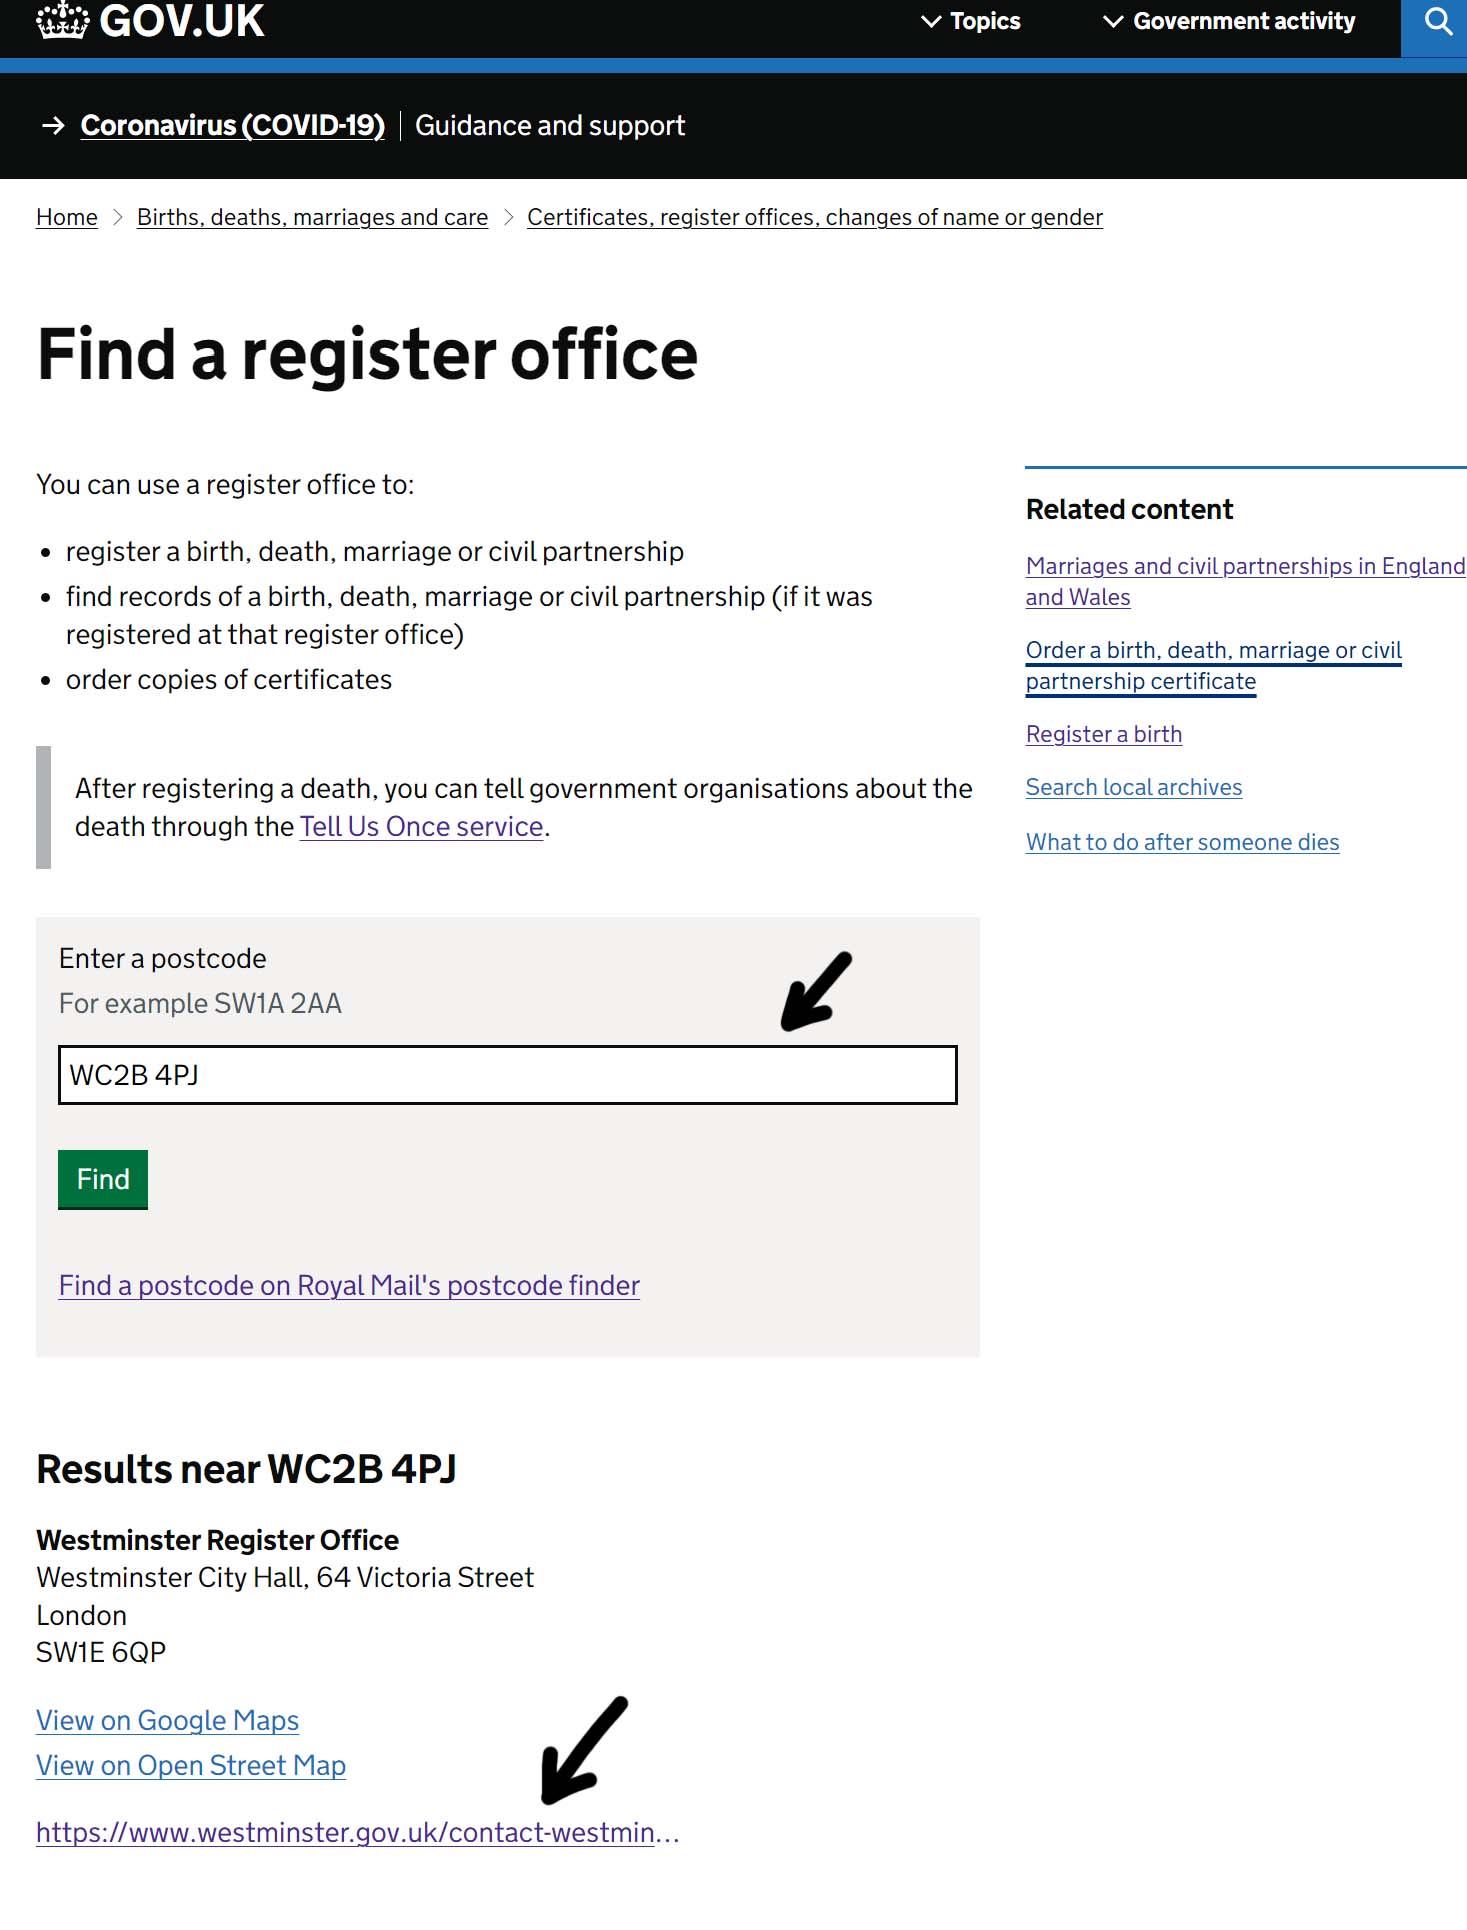 GOV.UK
Topics
Government activity
Coronavirus (COVID-19)
Guidance and support
Home
Births, deaths, marriages and care
Certificates, register offices, changes of name or gender
Find a register office
You can use a register office to:
• register a birth, death, marriage or civil partnership
• find records of a birth, death, marriage or civil partnership (if it was
registered at that register office)
• order copies of certificates
After registering a death, you can tell government organisations about the
death through the Tell Us Once service.
Enter a postcode
For example SW1A 2AA
WC2B 4PJ
Find
Find a postcode on Royal Mail's postcode finder
Results near WC2B 4PJ
Westminster Register Office
Westminster City Hall, 64 Victoria Street
London
SW1E 6QP
View on Google Maps
View on Open Street Map
https://www.westminster.gov.uk/contact-westmin...
Related content
Marriages and civil partnerships in England
and Wales
Order a birth, death, marriage or civil
partnership certificate
Register a birth
Search local archives
What to do after someone dies